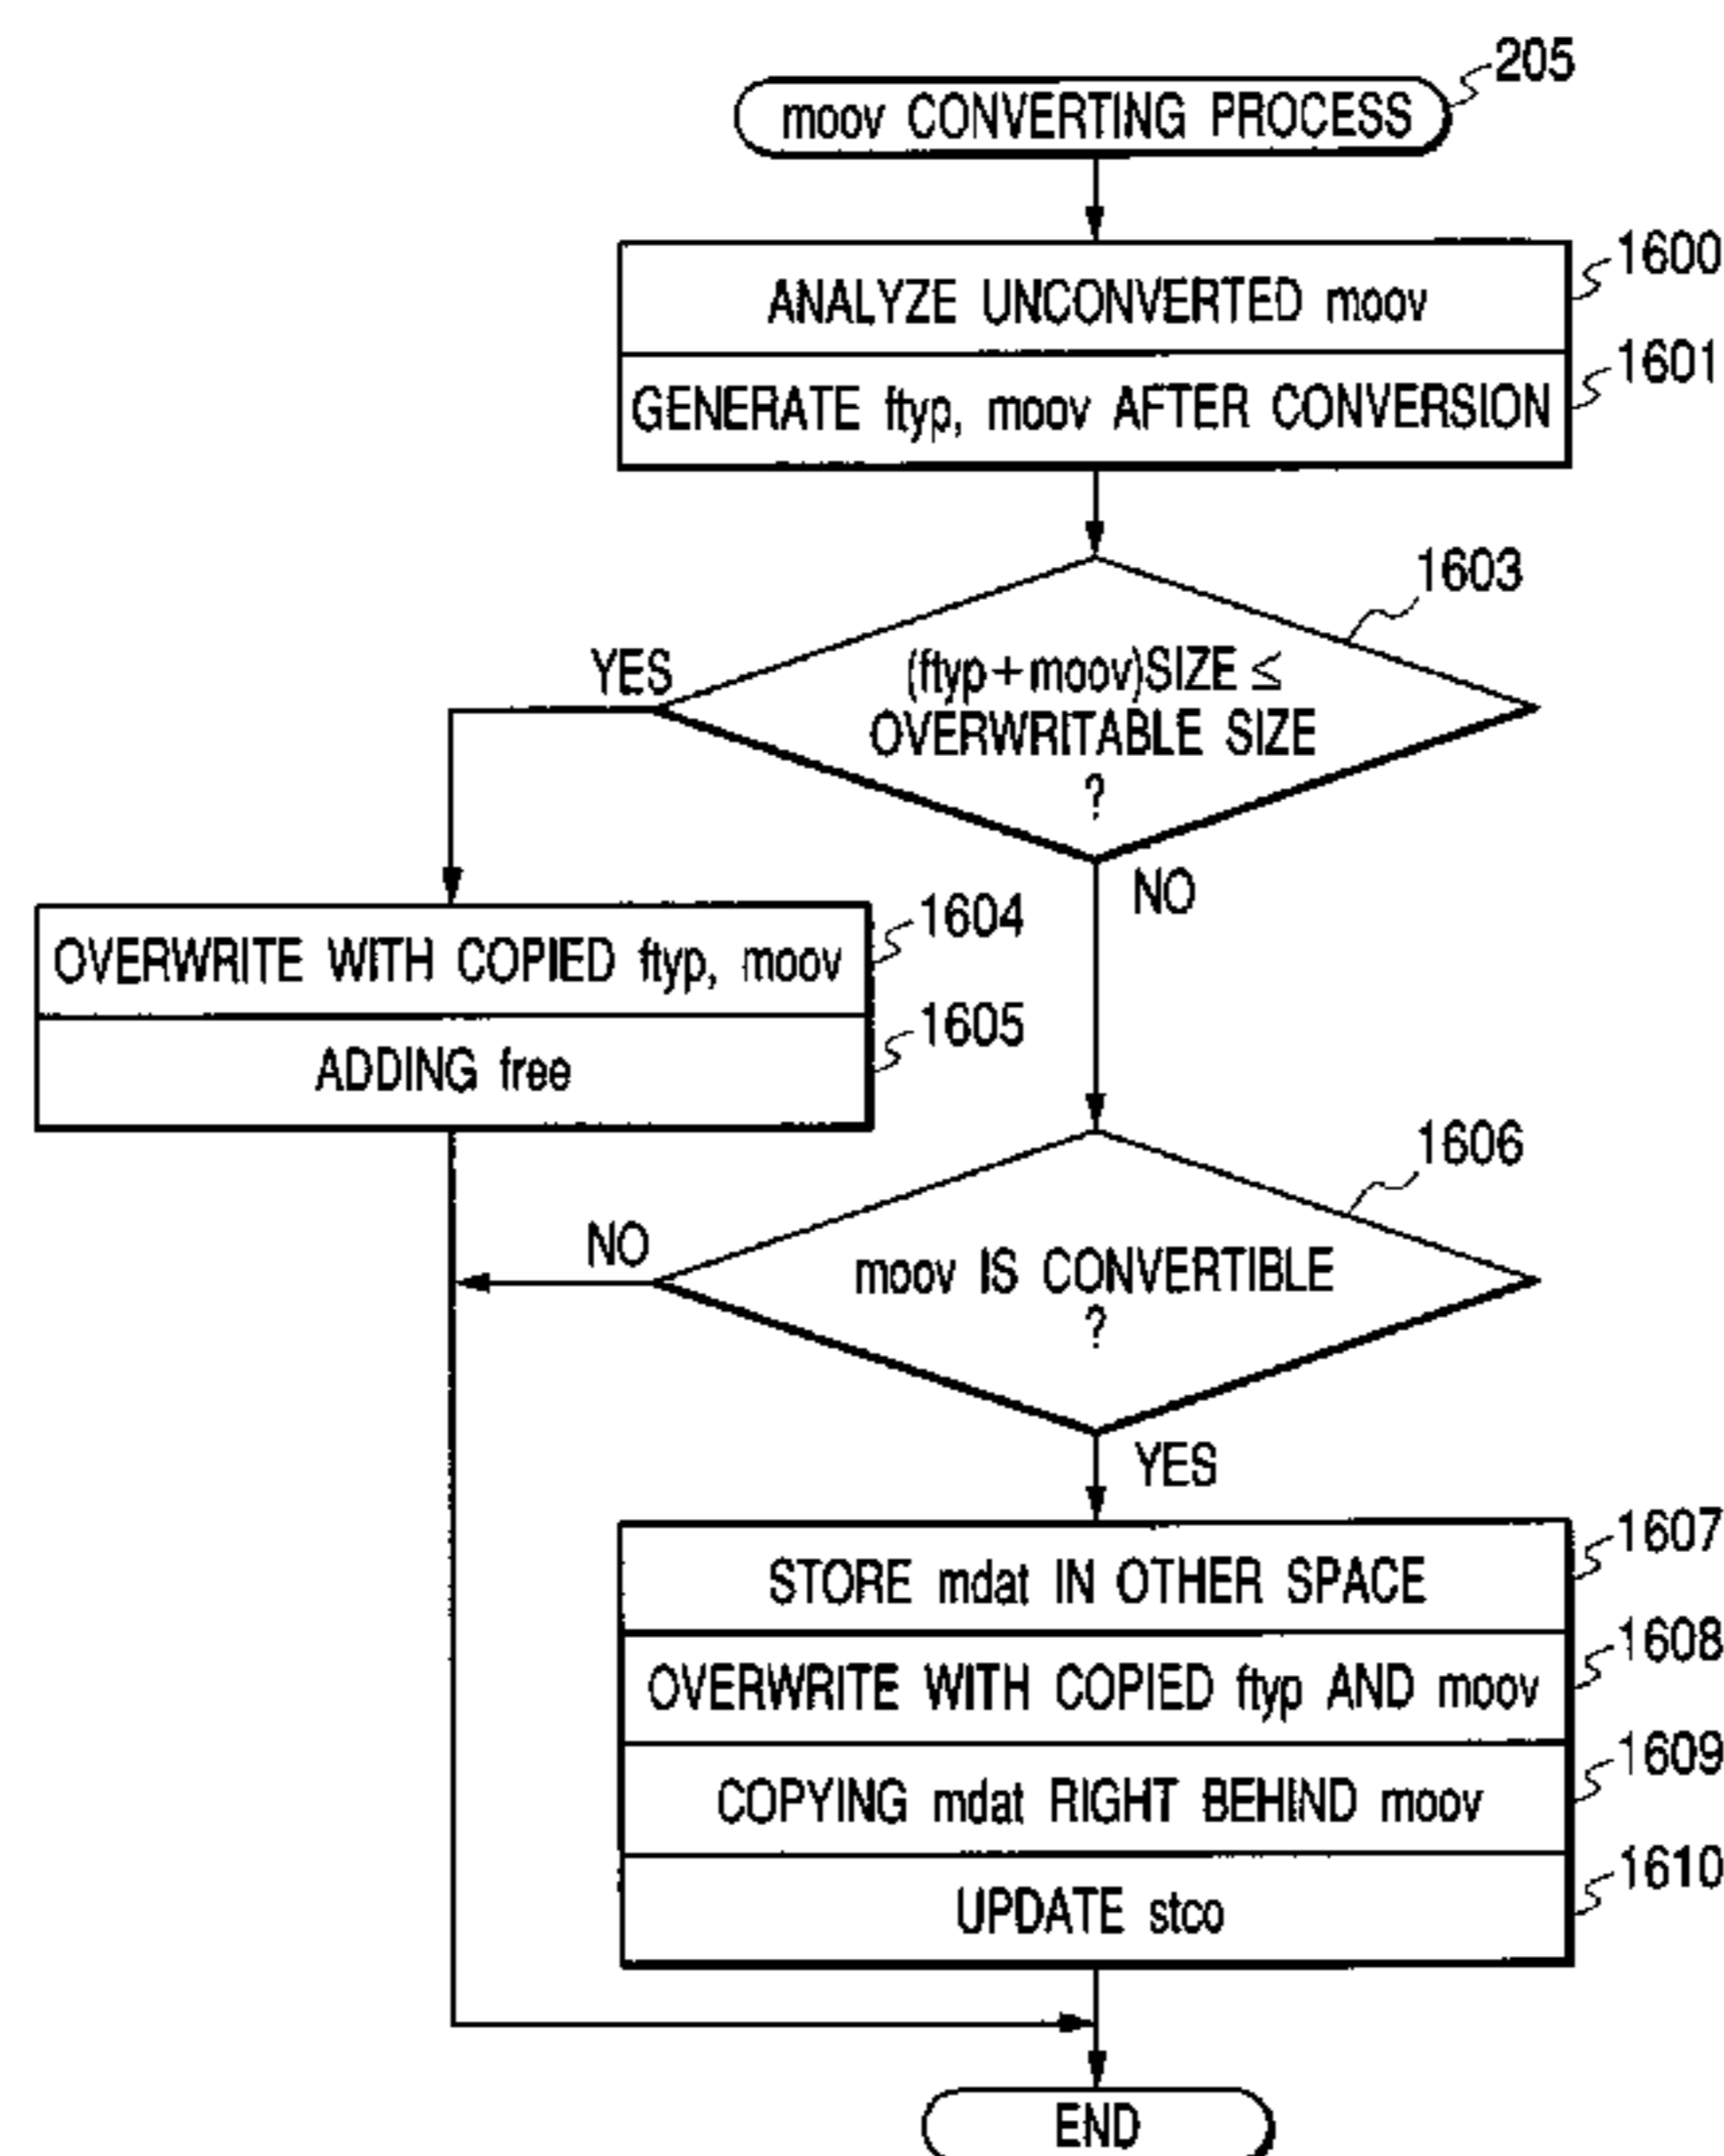 205
moov CONVERTING PROCESS
1600
ANALYZE UNCONVERTED moov
1601
GENERATE ftyp, moov AFTER CONVERSION
1603
(ftyp+moov)SIZE ≤
OVERWRITABLE SIZE
?
YES
NO
1604
OVERWRITE WITH COPIED ftyp, moov
1605
ADDING free
1606
moov IS CONVERTIBLE
?
NO
YES
1607
STORE mdat IN OTHER SPACE
1608
OVERWRITE WITH COPIED ftyp AND moov
1609
COPYING mdat RIGHT BEHIND moov
1610
UPDATE stco
END